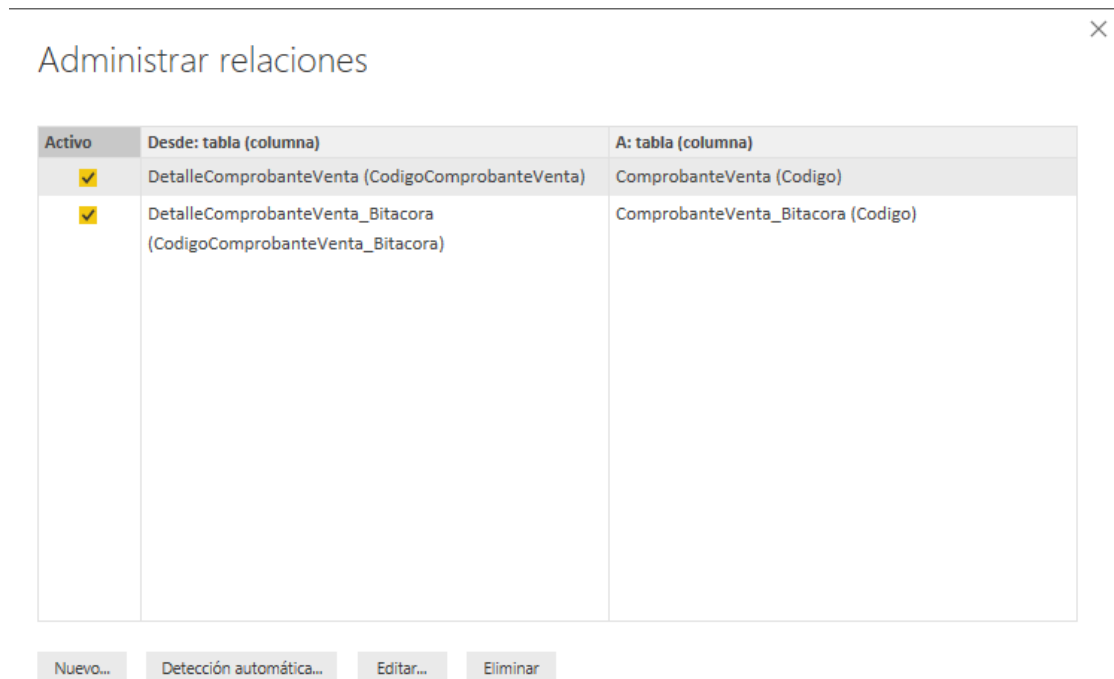 Administrar relaciones
Activo Desde: tabla (columna) A: tabla (columna)
DetalleComprobanteVenta (CodigoComprobanteVenta) ComprobanteVenta (Codigo)
DetalleComprobanteVenta_Bitacora ComprobanteVenta_Bitacora (Codigo)
(CodigoComprobanteVenta_Bitacora)
Nuevo... Detección automática... Editar... Eliminar